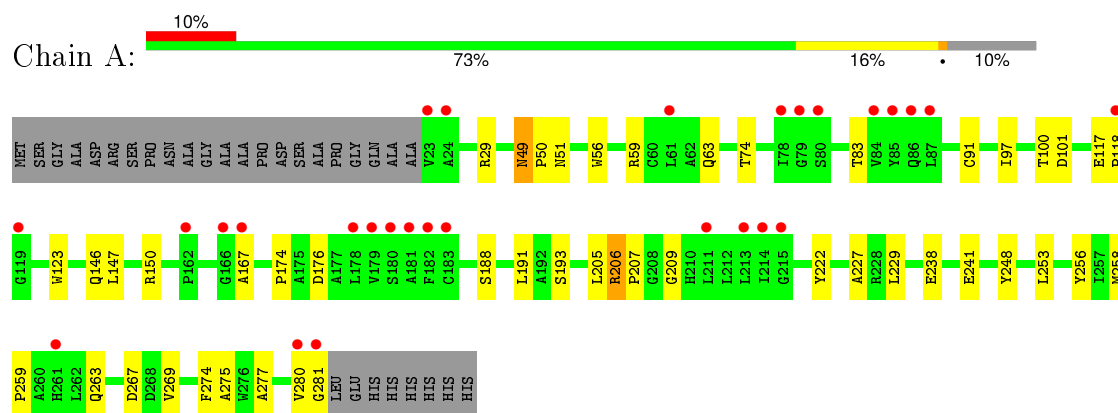 10%
Chain A:
73% 16% • 10%
MET SER GLY ALA ASP ARG SER PRO ASN ALA GLY ALA ALA PRO ASP SER ALA PRO GLY GLN ALA ALA V23 A24 R29 N49 P50 N51 W56 R59 C60 L61 A62 Q63 T74 I78 G79 S80 T83 V84 Y85 Q86 L87 C91 I97 T100 D101 E117 P118
G119 W123 Q146 L147 R150 P162 G166 A167 P174 A175 D176 A177 L178 V179 S180 A181 F182 C183 S188 L191 A192 S193 L205 R206 P207 G208 G209 H210 L211 L212 L213 I214 G215 Y222 A227 R228 L229 E238 E241 Y248 L253 Y256 I257 M258
P259 A260 H261 L262 Q263 D267 D268 V269 F274 A275 W276 A277 V280 G281 LEU GLU HIS HIS HIS HIS HIS HIS